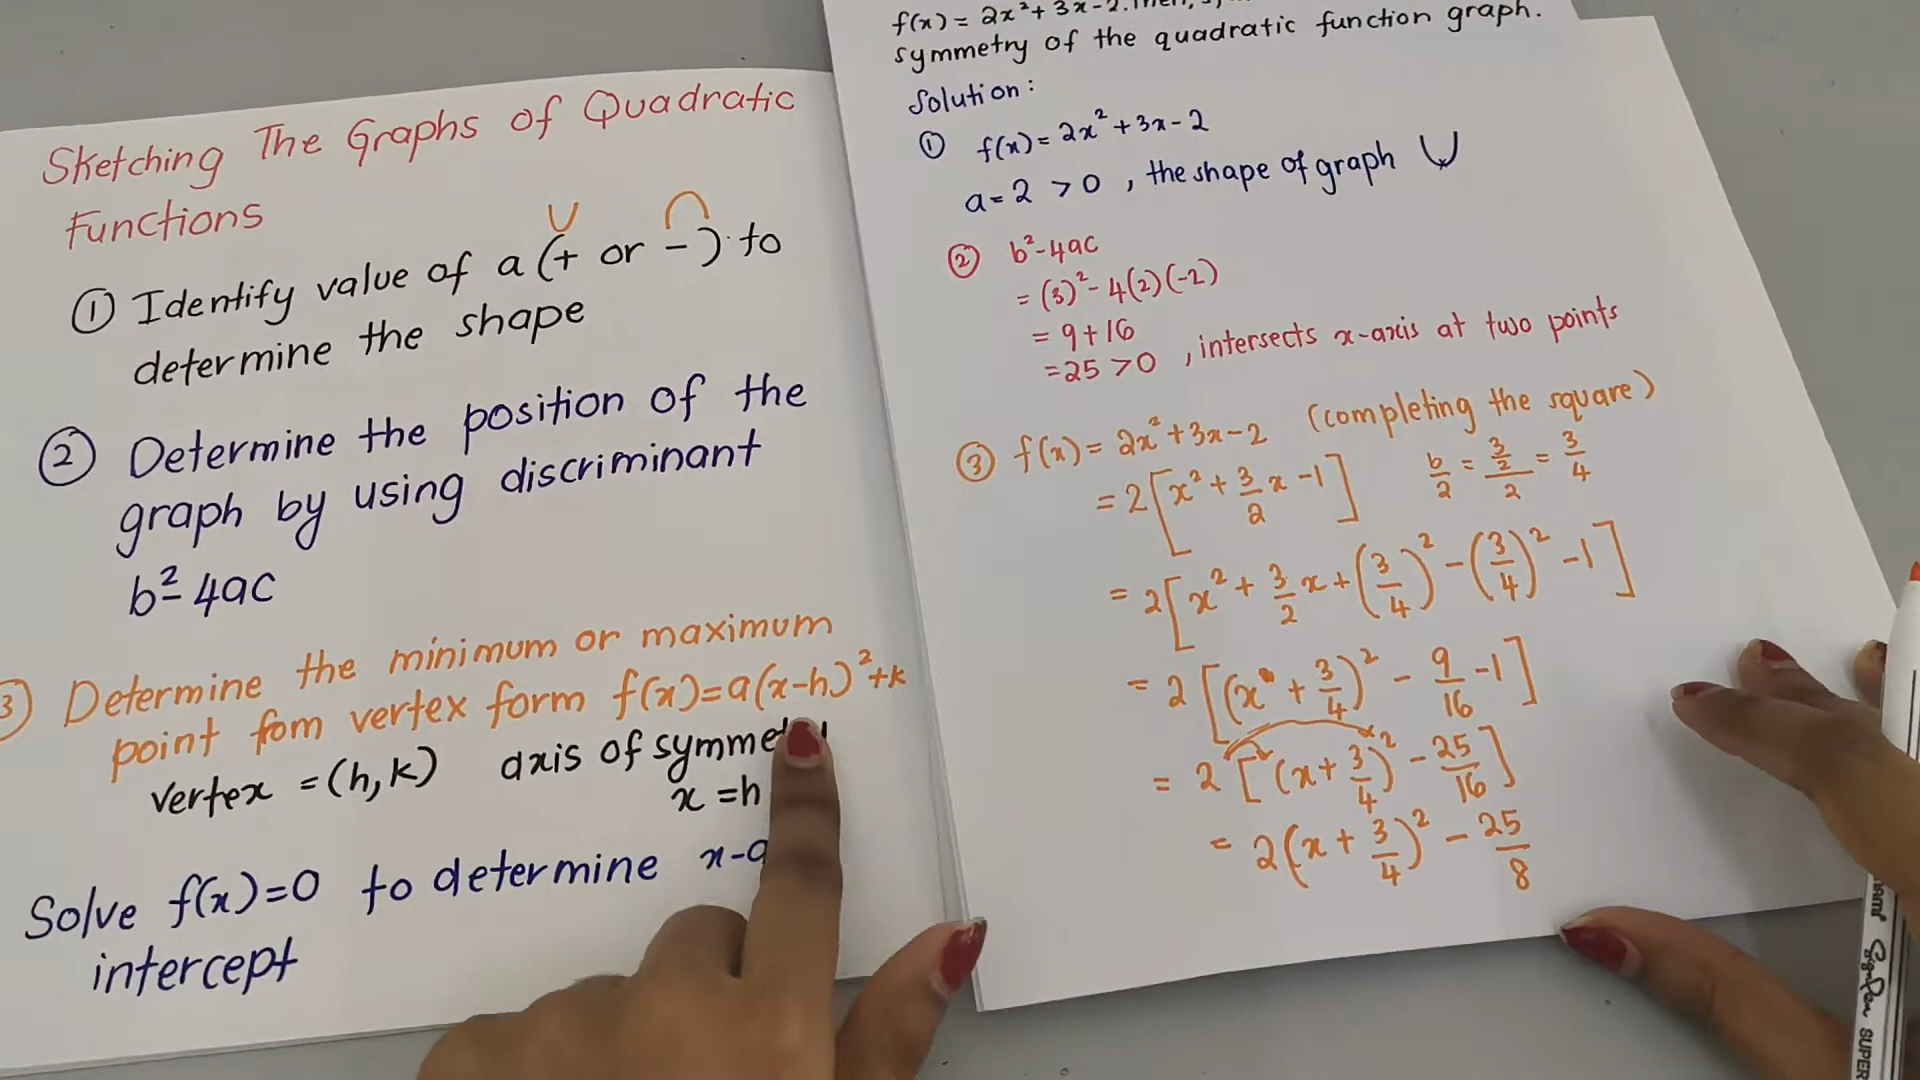 Sketching The Graphs of Quadratic
Functions
① Identify value of a (+ or -) to
determine the shape
② Determine the position of the
graph by using discriminant
b²-4ac
3) Determine the minimum or maximum
point from vertex form f(x)=a(x-h)²+k
vertex =(h,k) axis of
x =h
Solve f(x)=0 to determine
intercept
f(x) = 2x²+3x-2.
symmetry of the quadratic function graph.
Solution:
① f(x)= 2x²+3x-2
a=2 >0, the shape of graph ∪
② b²-4ac
= (3)²-4(2)(-2)
= 9+16
=25 >0, intersects x-axis at two points
③ f(x)= 2x²+3x-2 (completing the square)
= 2[x²+3/2x-1] b/2 = 3/2/2 = 3/4
= 2[x²+3/2x+(3/4)²-(3/4)²-1]
= 2[(x+3/4)²-9/16-1]
= 2[(x+3/4)²-25/16]
= 2(x+3/4)²-25/8
SUPER